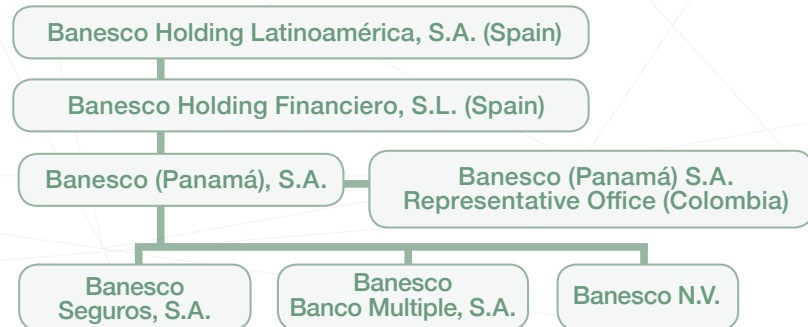 Banesco Holding Latinoamérica, S.A. (Spain)
Banesco Holding Financiero, S.L. (Spain)
Banesco (Panamá), S.A.
Banesco (Panamá) S.A.
Representative Office (Colombia)
Banesco
Seguros, S.A.
Banesco
Banco Multiple, S.A.
Banesco N.V.